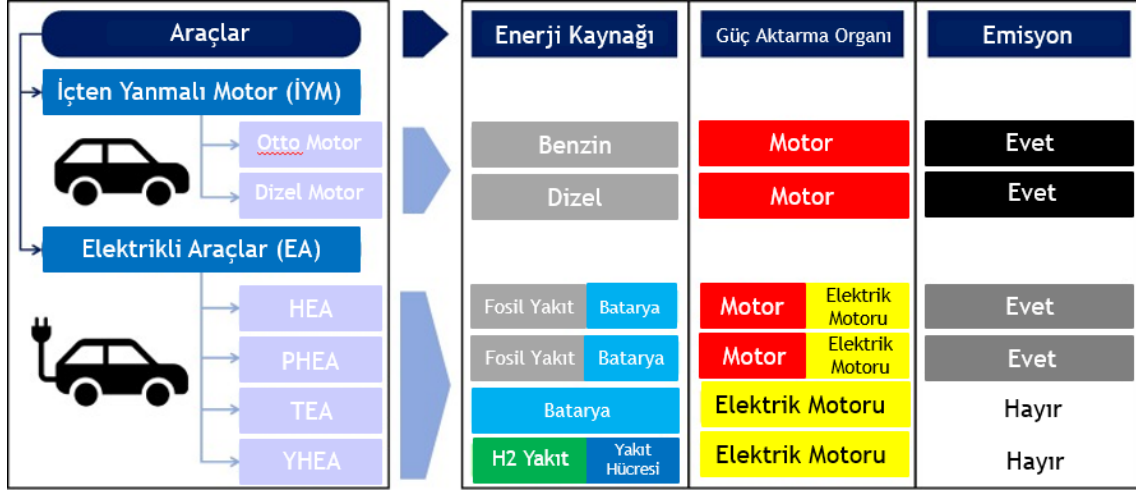 Araçlar
Enerji Kaynağı
Güç Aktarma Organı
Emisyon
İçten Yanmalı Motor (İYM)
Otto Motor
Benzin
Motor
Evet
Dizel Motor
Dizel
Motor
Evet
Elektrikli Araçlar (EA)
HEA
Fosil Yakıt
Batarya
Motor
Elektrik
Motoru
Evet
PHEA
Fosil Yakıt
Batarya
Motor
Elektrik
Motoru
Evet
TEA
Batarya
Elektrik Motoru
Hayır
YHEA
H2 Yakıt
Yakıt
Hücresi
Elektrik Motoru
Hayır